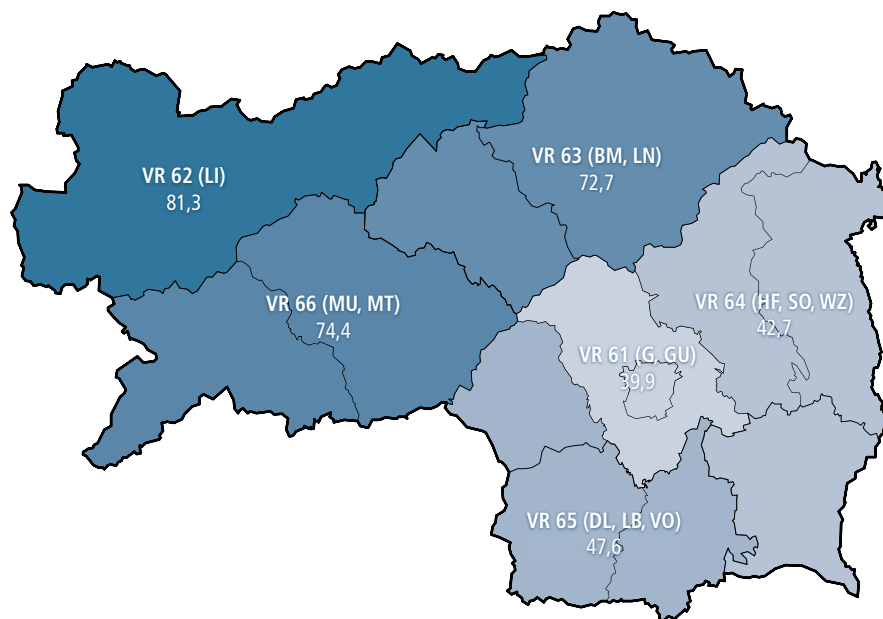 VR 62 (LI)
81,3
VR 63 (BM, LN)
72,7
VR 66 (MU, MT)
74,4
VR 64 (HF, SO, WZ)
42,7
VR 61 (G, GU)
39,9
VR 65 (DL, LB, VO)
47,6